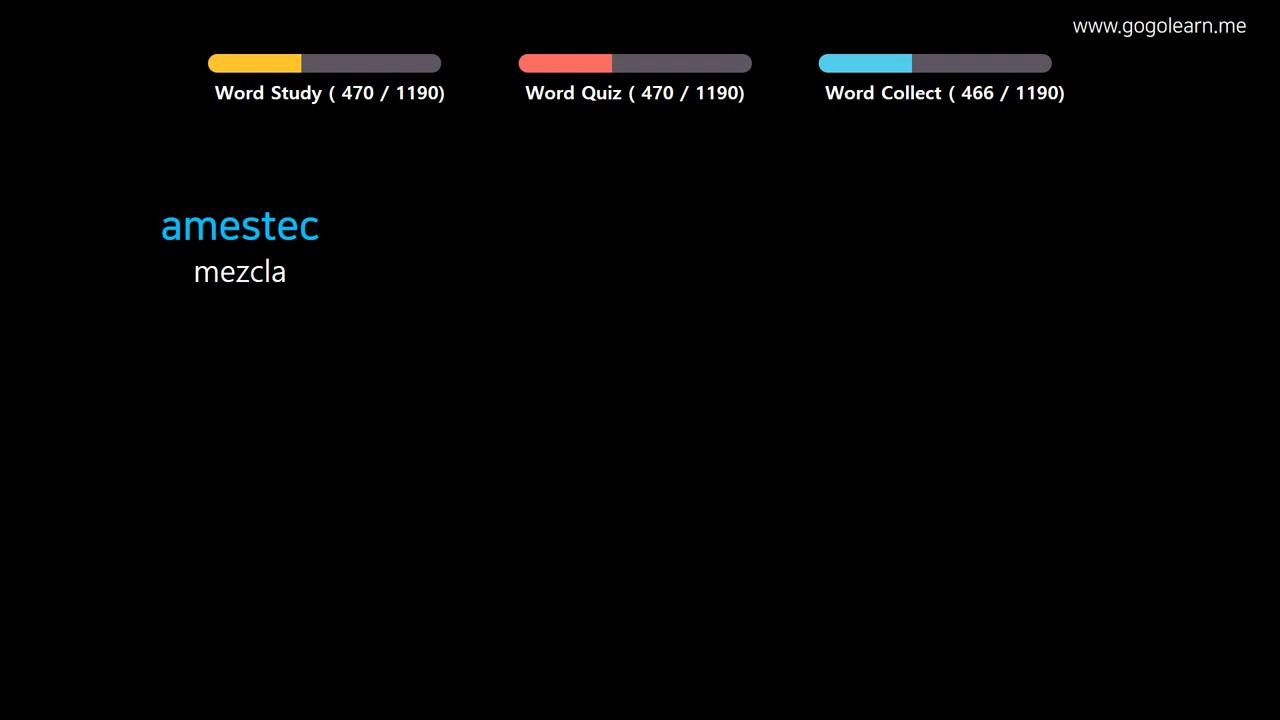 www.gogolearn.me
Word Study ( 470 / 1190)
Word Quiz ( 470 / 1190)
Word Collect ( 466 / 1190)
amestec
mezcla